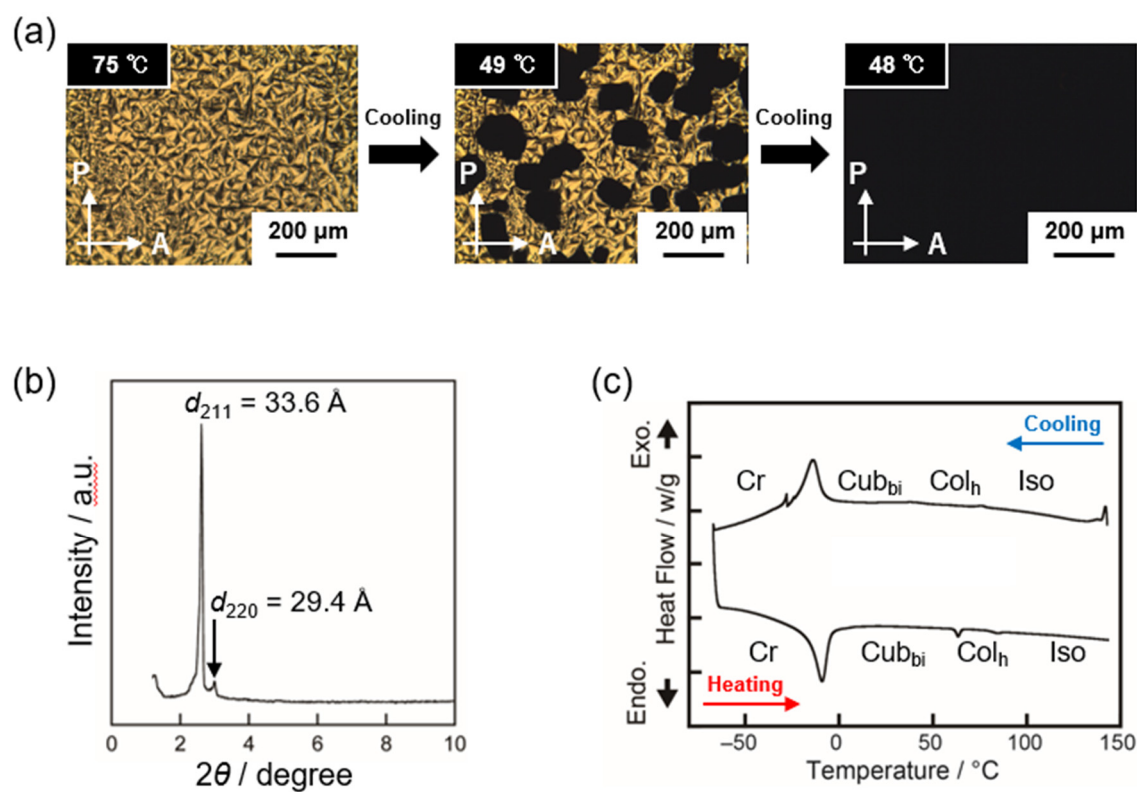 (a)
75 ℃
P
A
200 μm
Cooling
49 ℃
P
A
200 μm
Cooling
48 ℃
P
A
200 μm
(b)
Intensity / a.u.
d211 = 33.6 Å
d220 = 29.4 Å
0 2 4 6 8 10
2θ / degree
(c)
Exo.
Heat Flow / w/g
Endo.
Cooling
Cr Cubbi Colh Iso
Cr Cubbi Colh Iso
Heating
–50 0 50 100 150
Temperature / °C